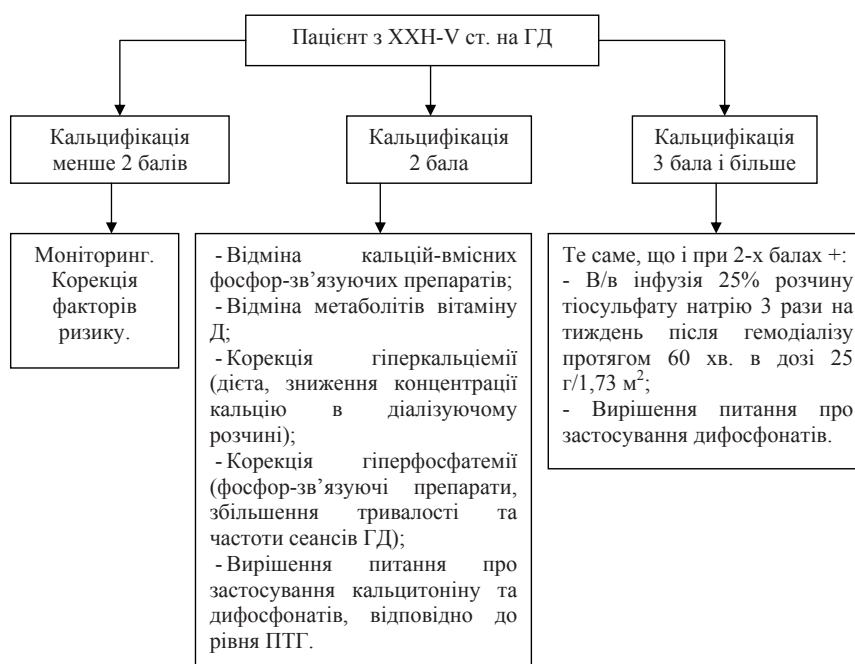 Пацієнт з ХХН-V ст. на ГД
Кальцифікація
менше 2 балів
Кальцифікація
2 бала
Кальцифікація
3 бала і більше
Моніторинг.
Корекція
факторів
ризику.
- Відміна кальцій-вмісних
фосфор-зв’язуючих препаратів;
- Відміна метаболітів вітаміну
Д;
- Корекція гіперкальціемії
(дієта, зниження концентрації
кальцію в діалізуючому
розчині);
- Корекція гіперфосфатемії
(фосфор-зв’язуючі препарати,
збільшення тривалості та
частоти сеансів ГД);
- Вирішення питання про
застосування кальцитоніну та
дифосфонатів, відповідно до
рівня ПТГ.
Те саме, що і при 2-х балах +:
- В/в інфузія 25% розчину
тіосульфату натрію 3 рази на
тиждень після гемодіалізу
протягом 60 хв. в дозі 25
г/1,73 м²;
- Вирішення питання про
застосування дифосфонатів.